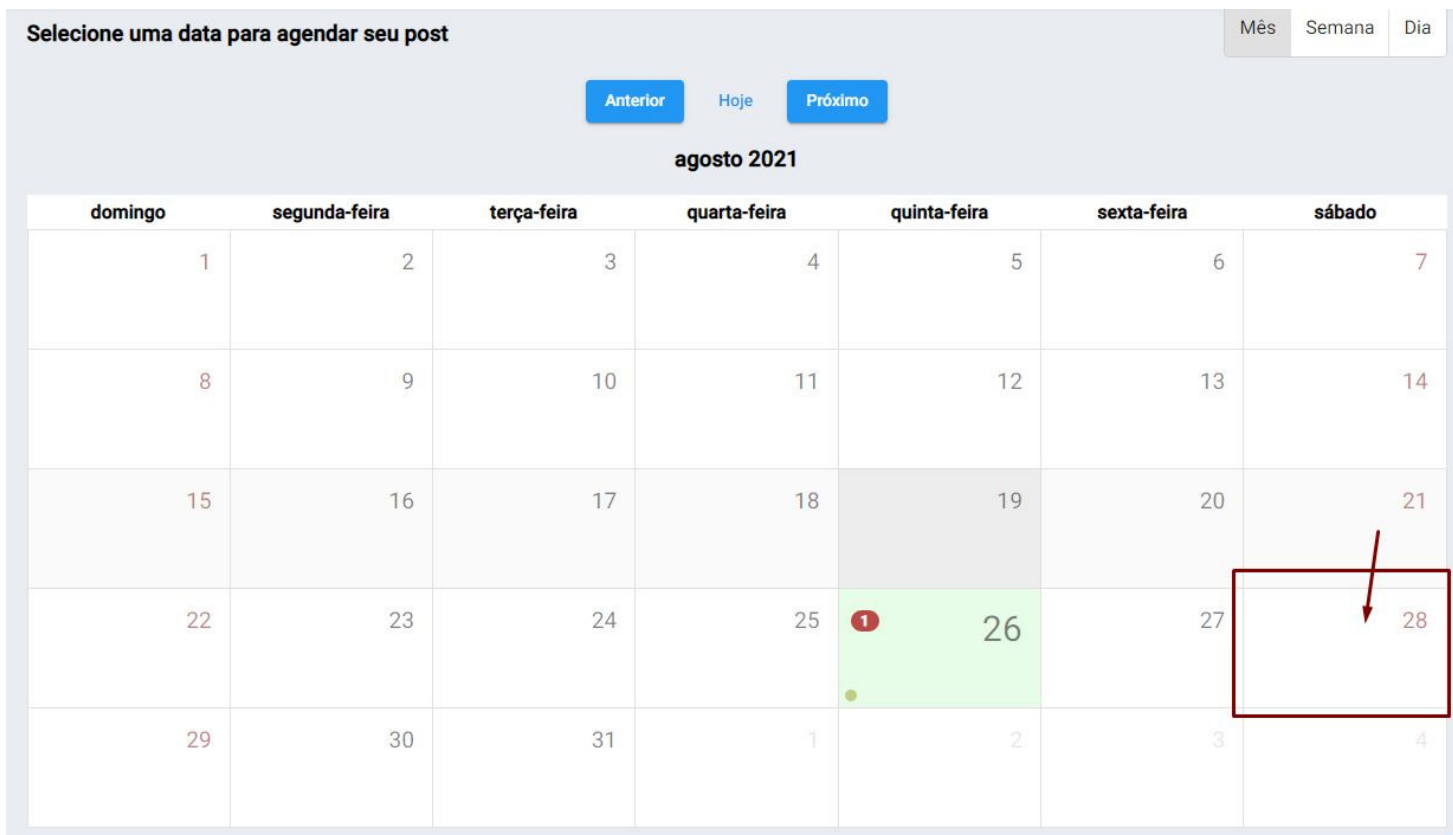 Selecione uma data para agendar seu post
Mês Semana Dia
Anterior Hoje Próximo
agosto 2021
domingo segunda-feira terça-feira quarta-feira quinta-feira sexta-feira sábado
1 2 3 4 5 6 7
8 9 10 11 12 13 14
15 16 17 18 19 20 21
22 23 24 25 1 26 27 28
29 30 31 1 2 3 4